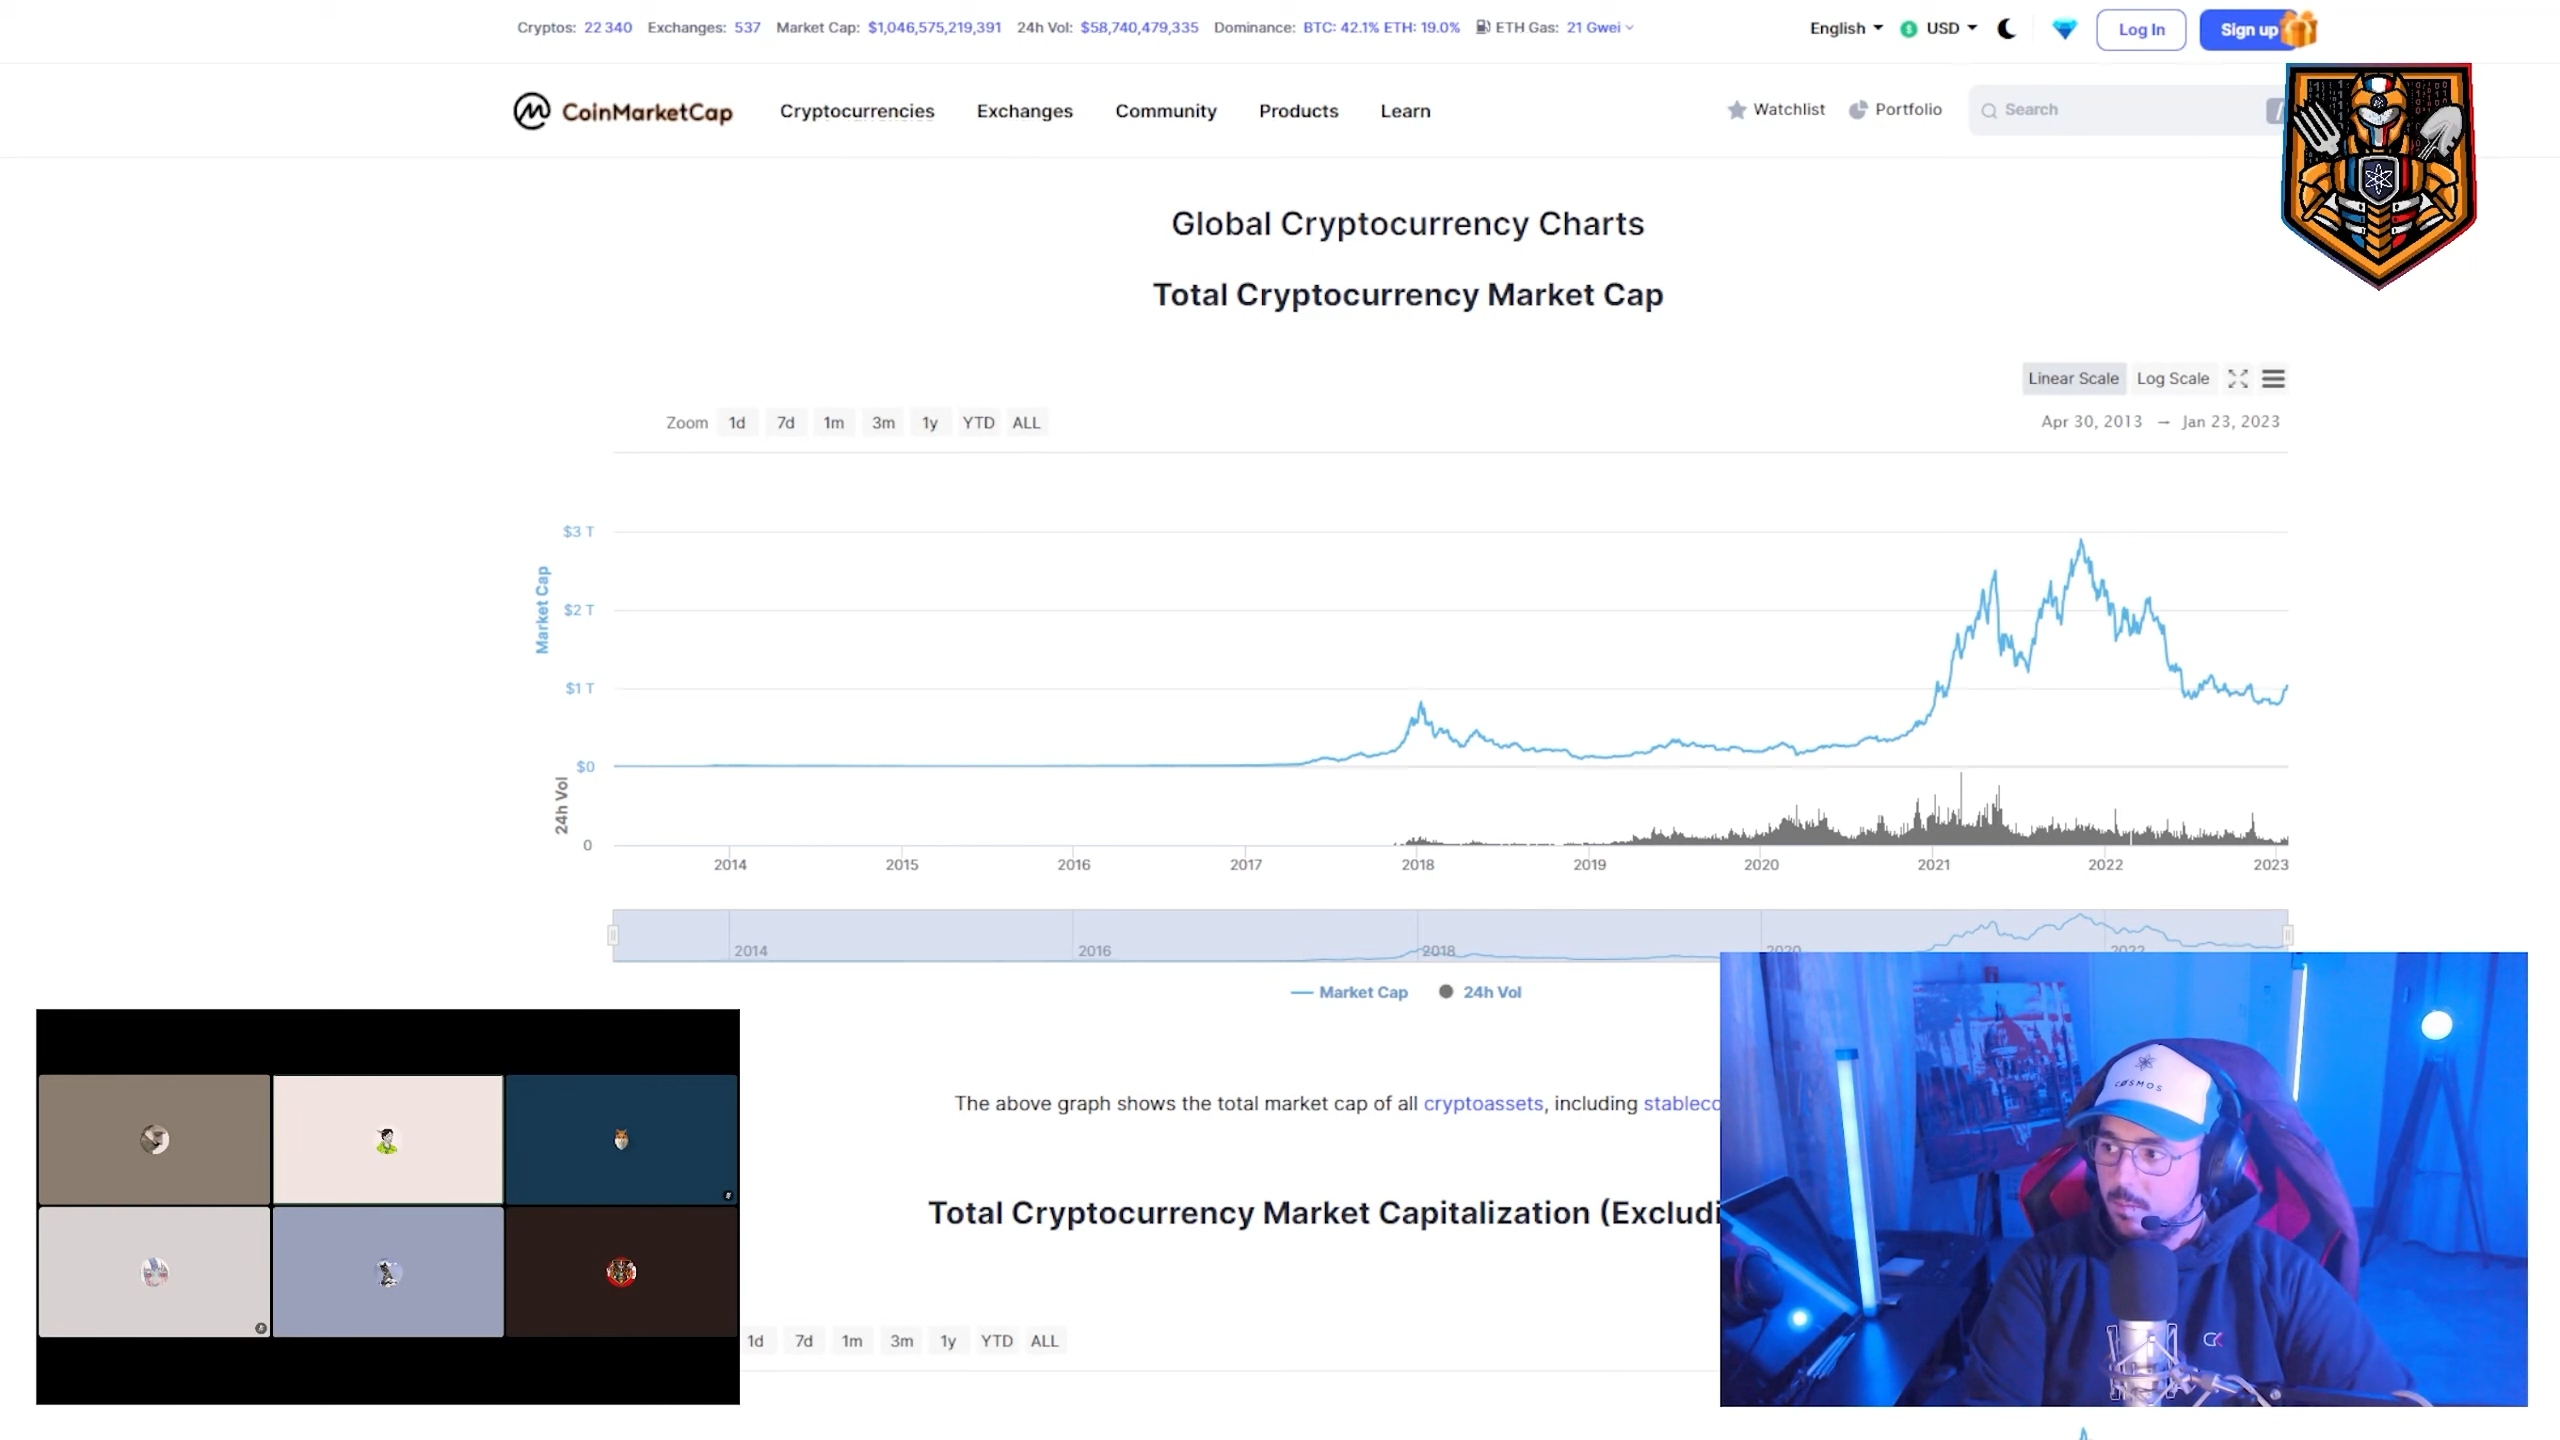 Cryptos: 22 340 Exchanges: 537 Market Cap: $1,046,575,219,391 24h Vol: $58,740,479,335 Dominance: BTC: 42.1% ETH: 19.0% ETH Gas: 21 Gwei English USD Log In Sign up
CoinMarketCap Cryptocurrencies Exchanges Community Products Learn Watchlist Portfolio Search /
Global Cryptocurrency Charts
Total Cryptocurrency Market Cap
Linear Scale Log Scale
Zoom 1d 7d 1m 3m 1y YTD ALL Apr 30, 2013 → Jan 23, 2023
$3 T
$2 T
$1 T
$0
Market Cap
24h Vol
0
2014 2015 2016 2017 2018 2019 2020 2021 2022 2023
2014 2016 2018 2020 2022
Market Cap 24h Vol
The above graph shows the total market cap of all cryptoassets, including stableco
Total Cryptocurrency Market Capitalization (Excludi
1d 7d 1m 3m 1y YTD ALL
COSMOS